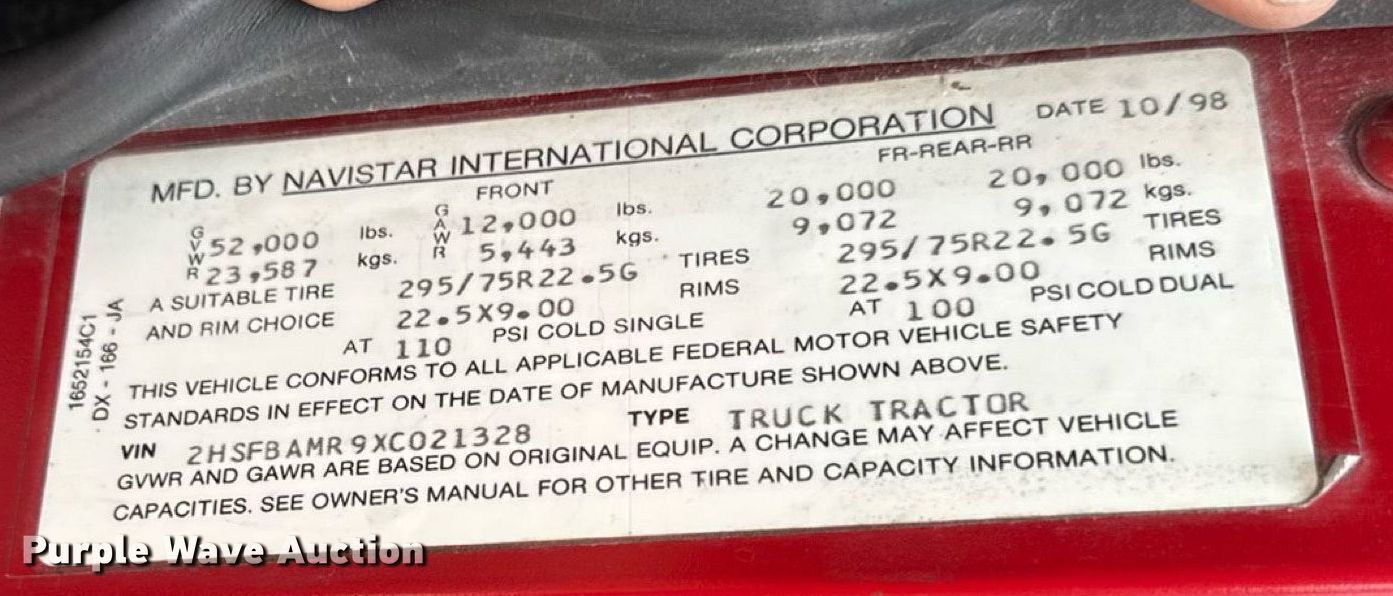 MFD. BY NAVISTAR INTERNATIONAL CORPORATION DATE 10/98
FRONT FR-REAR-RR
GVWR 52,000 lbs. GAWR 12,000 lbs. 20,000 20,000 lbs.
23,587 kgs. 5,443 kgs. 9,072 9,072 kgs.
A SUITABLE TIRE 295/75R22.5G TIRES 295/75R22.5G TIRES
AND RIM CHOICE 22.5X9.00 RIMS 22.5X9.00 RIMS
AT 110 PSI COLD SINGLE AT 100 PSI COLD DUAL
THIS VEHICLE CONFORMS TO ALL APPLICABLE FEDERAL MOTOR VEHICLE SAFETY
STANDARDS IN EFFECT ON THE DATE OF MANUFACTURE SHOWN ABOVE.
VIN 2HSFBAMR9XC021328 TYPE TRUCK TRACTOR
GVWR AND GAWR ARE BASED ON ORIGINAL EQUIP. A CHANGE MAY AFFECT VEHICLE
CAPACITIES. SEE OWNER'S MANUAL FOR OTHER TIRE AND CAPACITY INFORMATION.
1652154C1
DX - 166 - JA
Purple Wave Auction